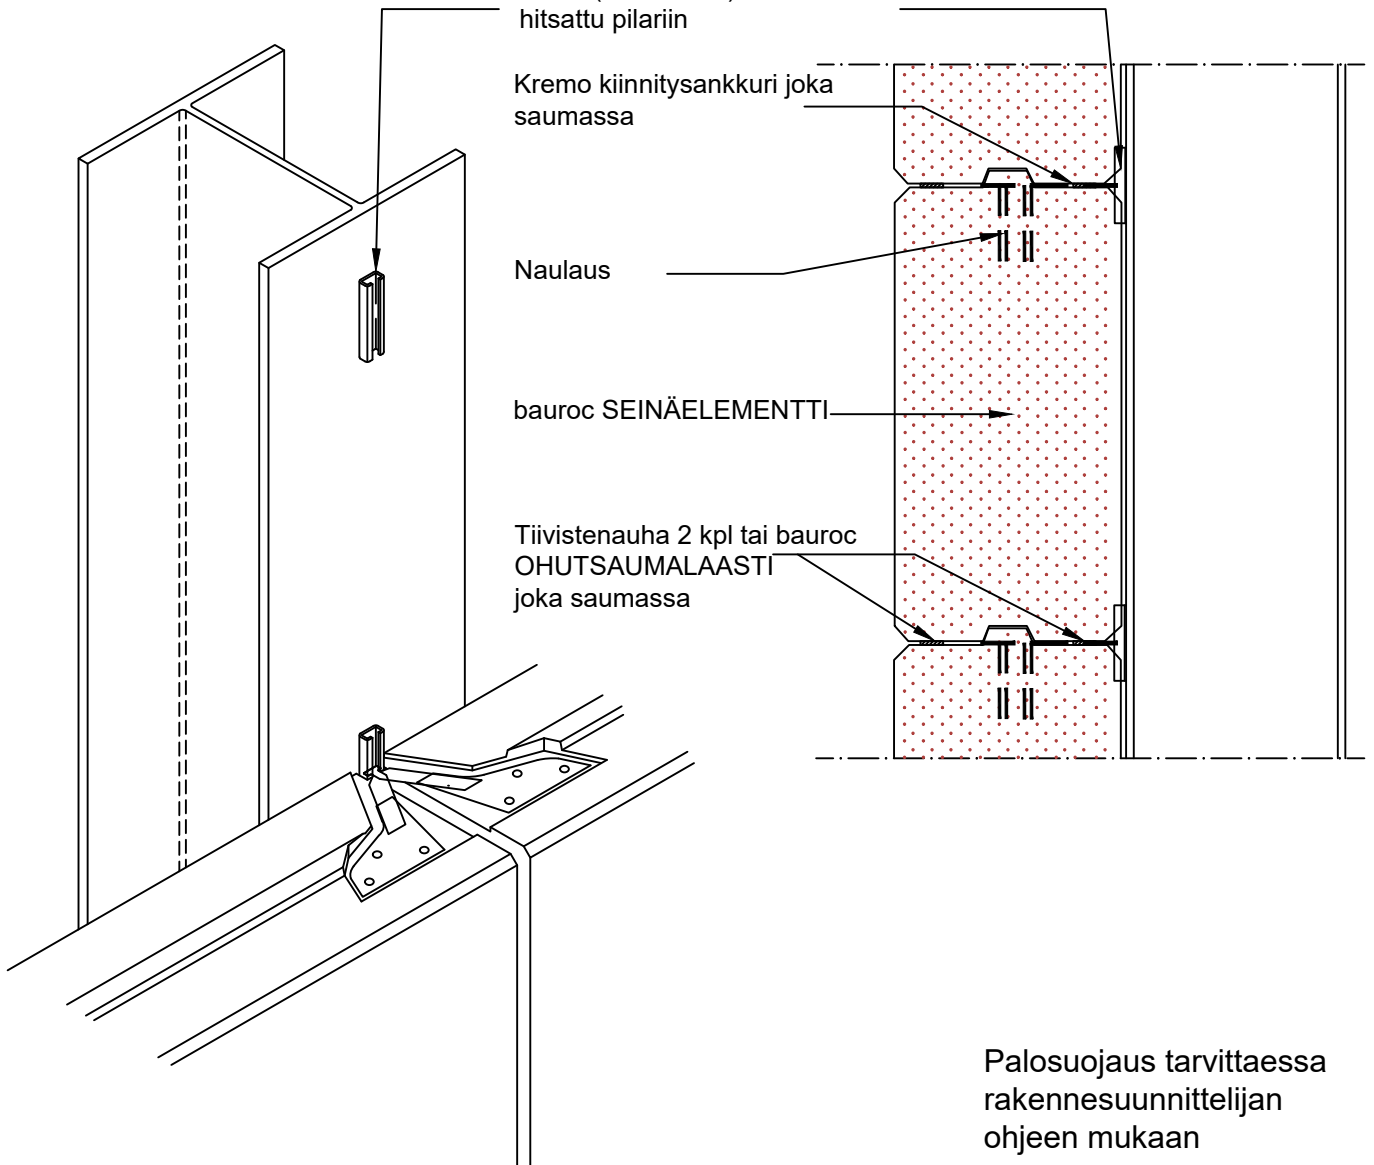 hitsattu pilariin
Kremo kiinnitysankkuri joka
saumassa
Naulaus
bauroc SEINÄELEMENTTI
Tiivistenauha 2 kpl tai bauroc
OHUTSAUMALAASTI
joka saumassa
Palosuojaus tarvittaessa
rakennesuunnittelijan
ohjeen mukaan